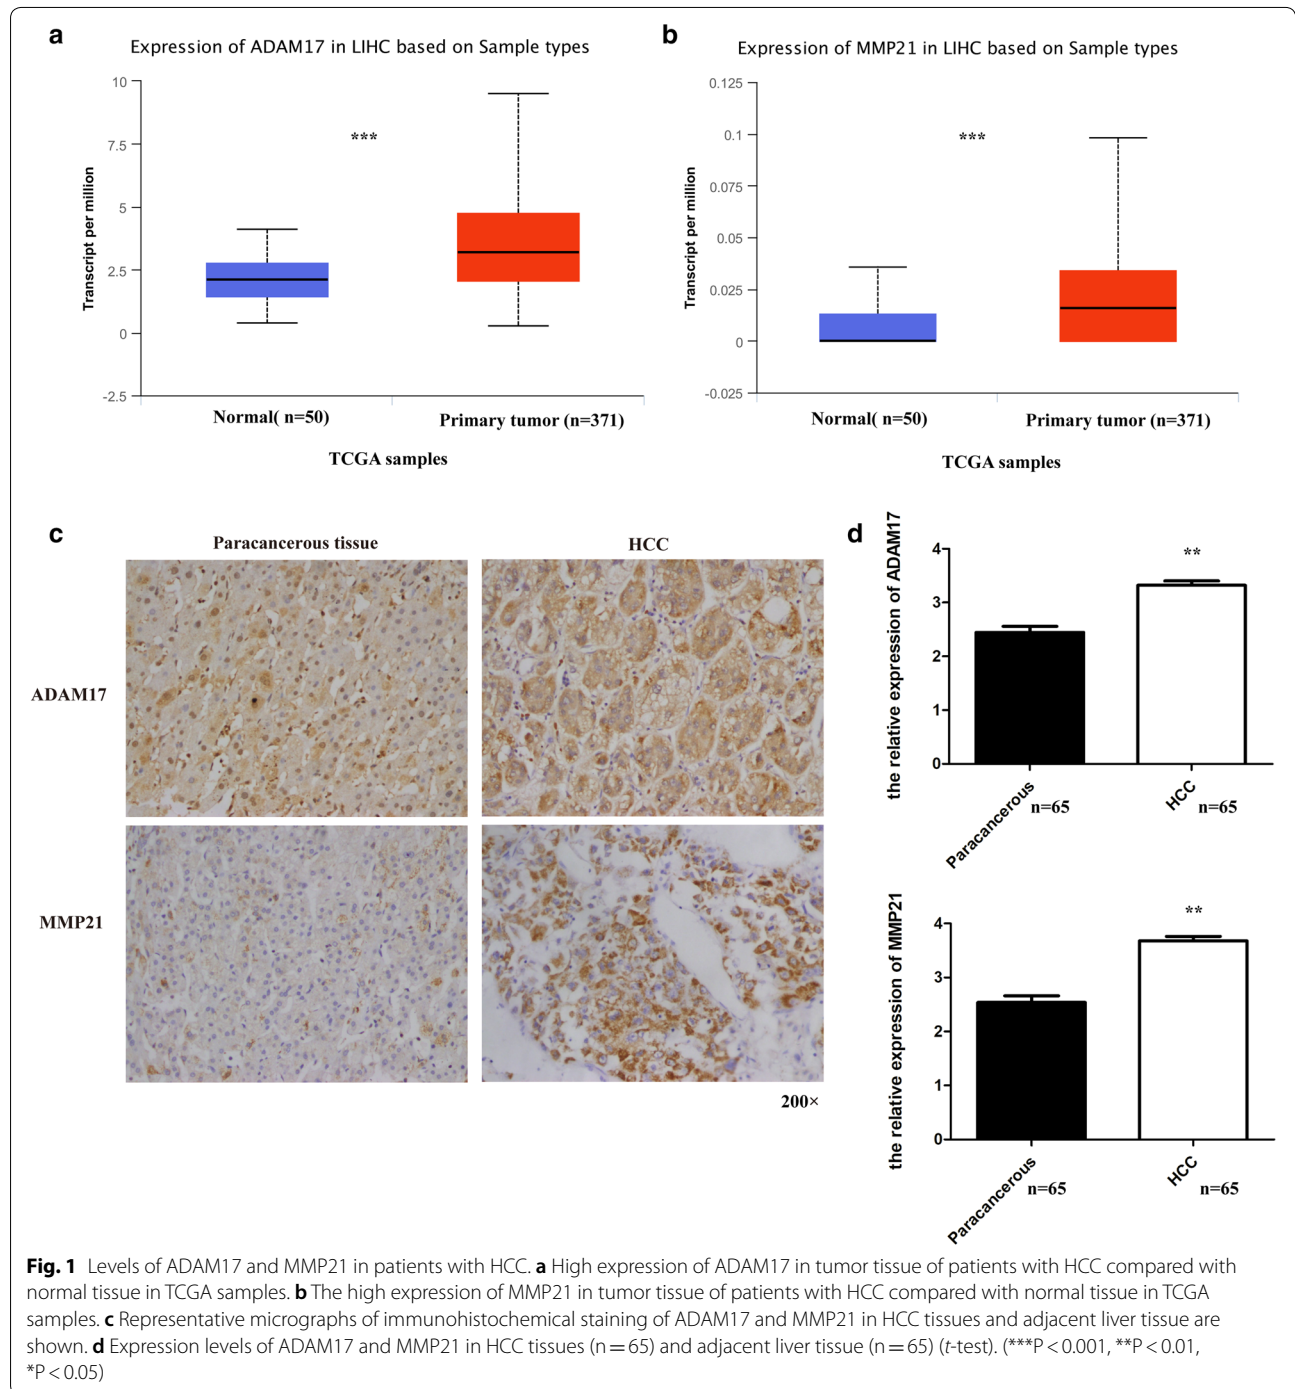 a
Expression of ADAM17 in LIHC based on Sample types
10
7.5
5
2.5
0
-2.5
Transcript per million
***
Normal( n=50)
Primary tumor (n=371)
TCGA samples
b
Expression of MMP21 in LIHC based on Sample types
0.125
0.1
0.075
0.05
0.025
0
-0.025
Transcript per million
***
Normal( n=50)
Primary tumor (n=371)
TCGA samples
c
Paracancerous tissue
HCC
ADAM17
MMP21
200×
d
the relative expression of ADAM17
4
3
2
1
0
**
Paracancerous
n=65
HCC
n=65
the relative expression of MMP21
4
3
2
1
0
**
Paracancerous
n=65
HCC
n=65
Fig. 1 Levels of ADAM17 and MMP21 in patients with HCC. a High expression of ADAM17 in tumor tissue of patients with HCC compared with
normal tissue in TCGA samples. b The high expression of MMP21 in tumor tissue of patients with HCC compared with normal tissue in TCGA
samples. c Representative micrographs of immunohistochemical staining of ADAM17 and MMP21 in HCC tissues and adjacent liver tissue are
shown. d Expression levels of ADAM17 and MMP21 in HCC tissues (n = 65) and adjacent liver tissue (n = 65) (t-test). (***P < 0.001, **P < 0.01,
*P < 0.05)